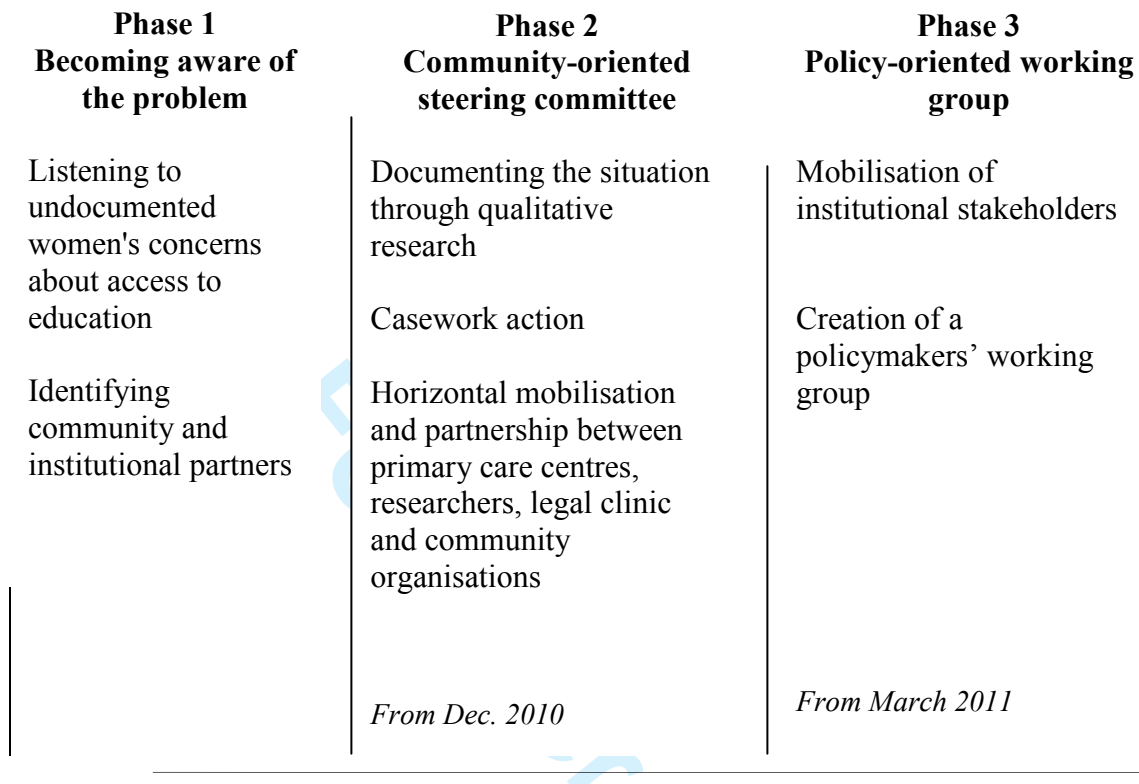 Phase 1
Becoming aware of
the problem
Listening to
undocumented
women's concerns
about access to
education
Identifying
community and
institutional partners
Phase 2
Community-oriented
steering committee
Documenting the situation
through qualitative
research
Casework action
Horizontal mobilisation
and partnership between
primary care centres,
researchers, legal clinic
and community
organisations
From Dec. 2010
Phase 3
Policy-oriented working
group
Mobilisation of
institutional stakeholders
Creation of a
policymakers’ working
group
From March 2011